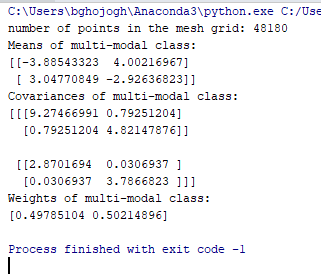 C:\Users\bghojogh\Anaconda3\python.exe C:/Use
number of points in the mesh grid: 48180
Means of multi-modal class:
[[-3.88543323  4.00216967]
 [ 3.04770849 -2.92636823]]
Covariances of multi-modal class:
[[[9.27466991 0.79251204]
  [0.79251204 4.82147876]]

 [[2.8701694  0.0306937 ]
  [0.0306937  3.7866823 ]]]
Weights of multi-modal class:
[0.49785104 0.50214896]

Process finished with exit code -1